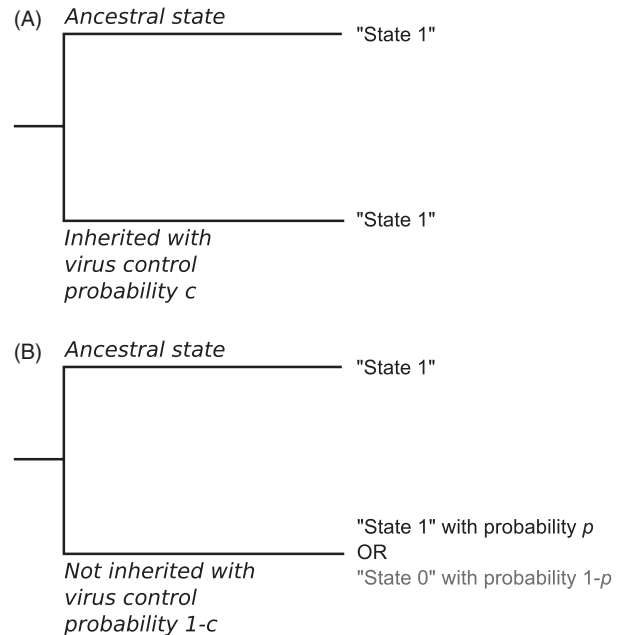 (A) Ancestral state
"State 1"
"State 1"
Inherited with
virus control
probability c
(B) Ancestral state
"State 1"
"State 1" with probability p
OR
"State 0" with probability 1-p
Not inherited with
virus control
probability 1-c